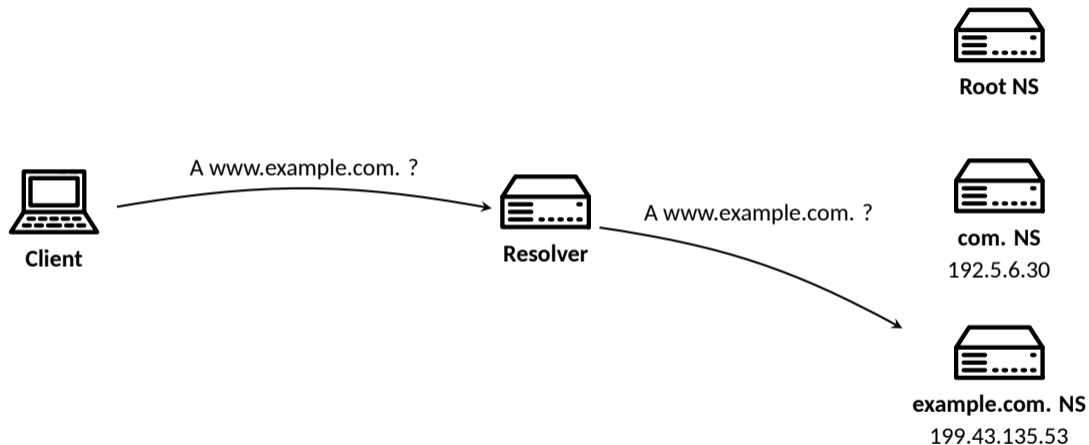 Root NS
A www.example.com. ?
A www.example.com. ?
Client
Resolver
com. NS
192.5.6.30
example.com. NS
199.43.135.53